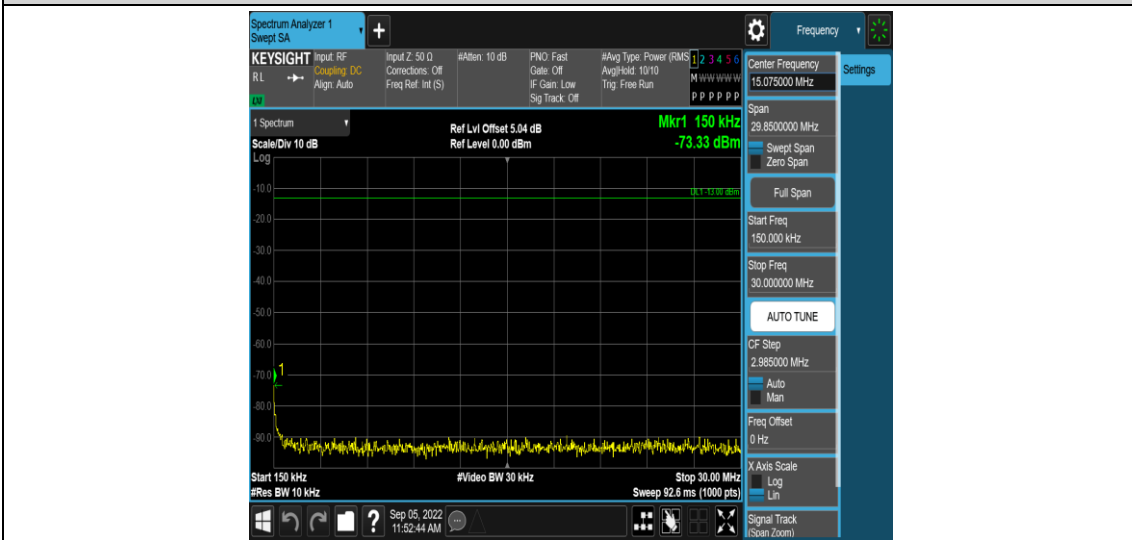 Spectrum Analyzer 1
Swept SA
+
Frequency
KEYSIGHT
RL
LXI
Input: RF
Coupling: DC
Align: Auto
Input Z: 50 Ω
Corrections: Off
Freq Ref: Int (S)
#Atten: 10 dB
PNO: Fast
Gate: Off
IF Gain: Low
Sig Track: Off
#Avg Type: Power (RMS
Avg|Hold: 10/10
Trig: Free Run
1 2 3 4 5 6
M W W W W W
P P P P P P
1 Spectrum
Scale/Div 10 dB
Log
Ref Lvl Offset 5.04 dB
Ref Level 0.00 dBm
Mkr1 150 kHz
-73.33 dBm
DL1 -13.00 dBm
-10.0
-20.0
-30.0
-40.0
-50.0
-60.0
-70.0
-80.0
-90.0
1
Start 150 kHz
#Res BW 10 kHz
#Video BW 30 kHz
Stop 30.00 MHz
Sweep 92.6 ms (1000 pts)
?
Sep 05, 2022
11:52:44 AM
Center Frequency
15.075000 MHz
Span
29.8500000 MHz
Swept Span
Zero Span
Full Span
Start Freq
150.000 kHz
Stop Freq
30.000000 MHz
AUTO TUNE
CF Step
2.985000 MHz
Auto
Man
Freq Offset
0 Hz
X Axis Scale
Log
Lin
Signal Track
(Span Zoom)
Settings